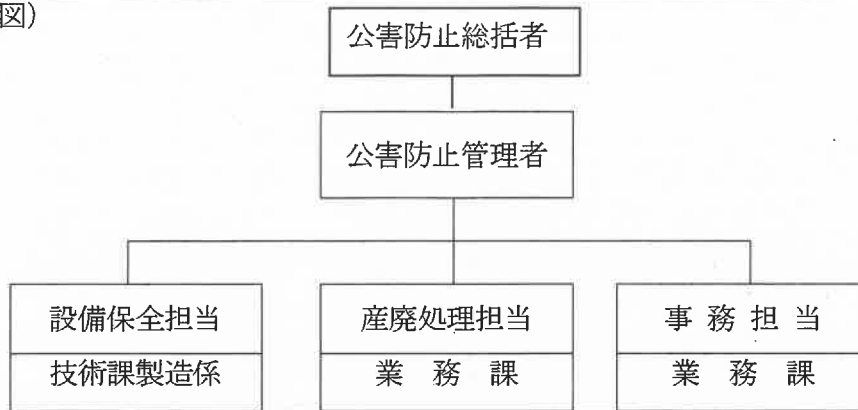 図)
公害防止総括者
公害防止管理者
設備保全担当
技術課製造係
産廃処理担当
業 務 課
事 務 担 当
業 務 課